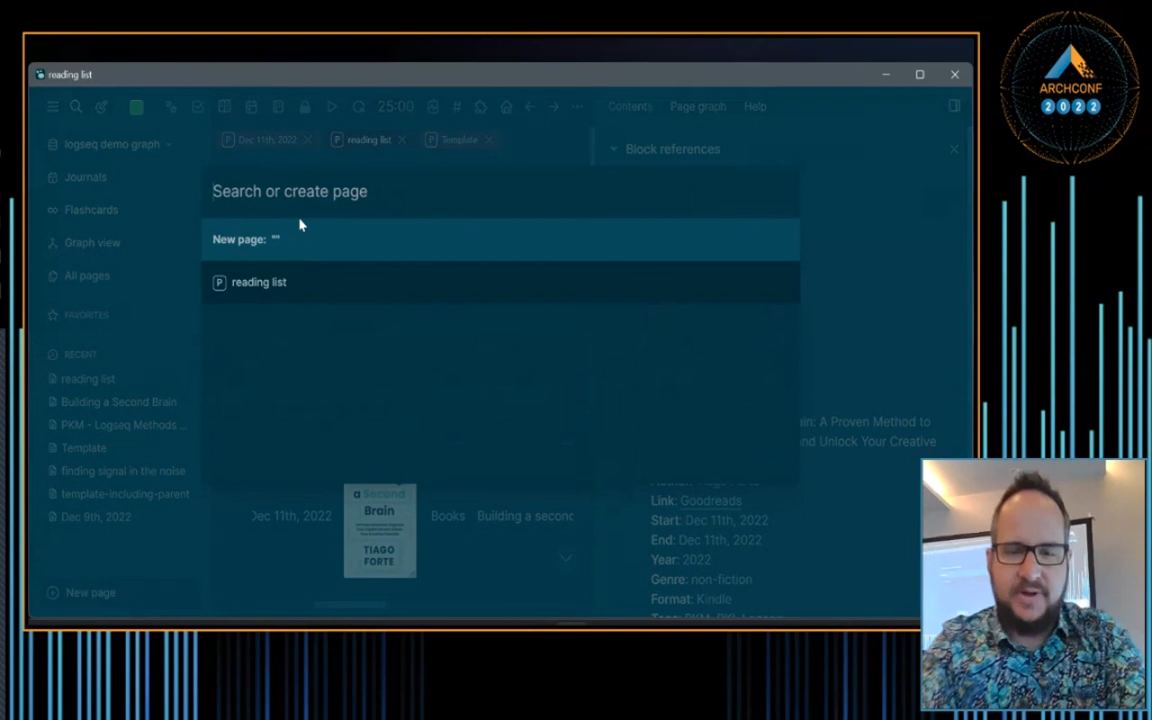 reading list
25:00
Contents Page graph Help
logseq demo graph
Dec 11th, 2022
reading list
Template
Block references
Journals
Search or create page
Flashcards
New page: ""
Graph view
All pages
reading list
FAVORITES
RECENT
reading list
Building a Second Brain
PKM - Logseq Methods ...
Template
finding signal in the noise
template-including-parent
Dec 9th, 2022
New page
ain: A Proven Method to
and Unlock Your Creative
Link: Goodreads
Start: Dec 11th, 2022
End: Dec 11th, 2022
Year: 2022
Genre: non-fiction
Format: Kindle
Dec 11th, 2022
a Second
Brain
TIAGO
FORTE
Books
Building a second
ARCHCONF
2022